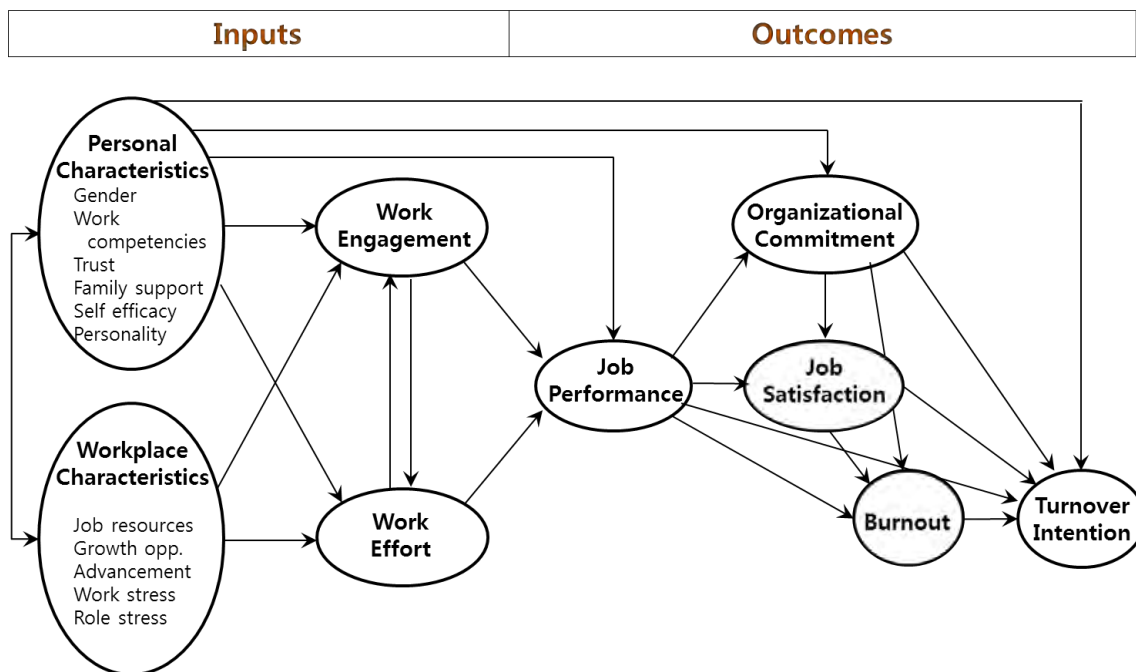 Inputs
Outcomes
Personal
Characteristics
Gender
Work
competencies
Trust
Family support
Self efficacy
Personality
Workplace
Characteristics
Job resources
Growth opp.
Advancement
Work stress
Role stress
Work
Engagement
Work
Effort
Job
Performance
Organizational
Commitment
Job
Satisfaction
Burnout
Turnover
Intention